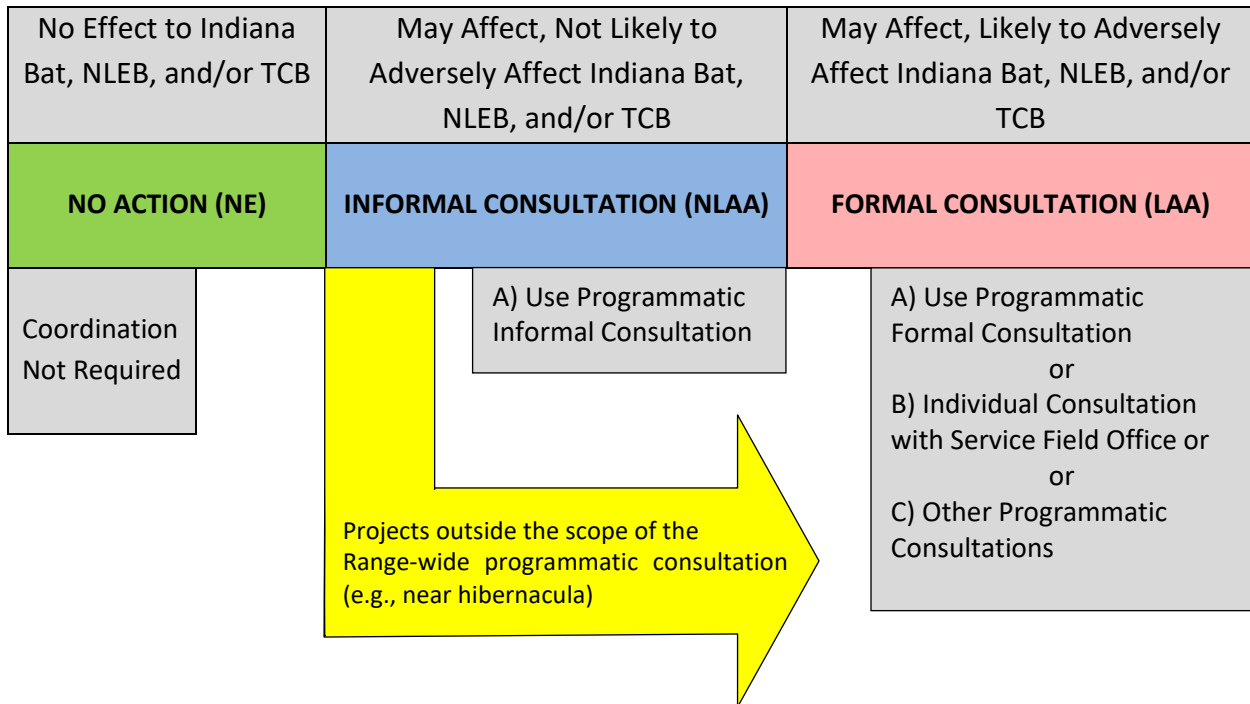 No Effect to Indiana
Bat, NLEB, and/or TCB
May Affect, Not Likely to
Adversely Affect Indiana Bat,
NLEB, and/or TCB
May Affect, Likely to Adversely
Affect Indiana Bat, NLEB, and/or
TCB
NO ACTION (NE)
INFORMAL CONSULTATION (NLAA)
FORMAL CONSULTATION (LAA)
Coordination
Not Required
A) Use Programmatic
Informal Consultation
A) Use Programmatic
Formal Consultation
or
B) Individual Consultation
with Service Field Office or
or
C) Other Programmatic
Consultations
Projects outside the scope of the
Range-wide programmatic consultation
(e.g., near hibernacula)